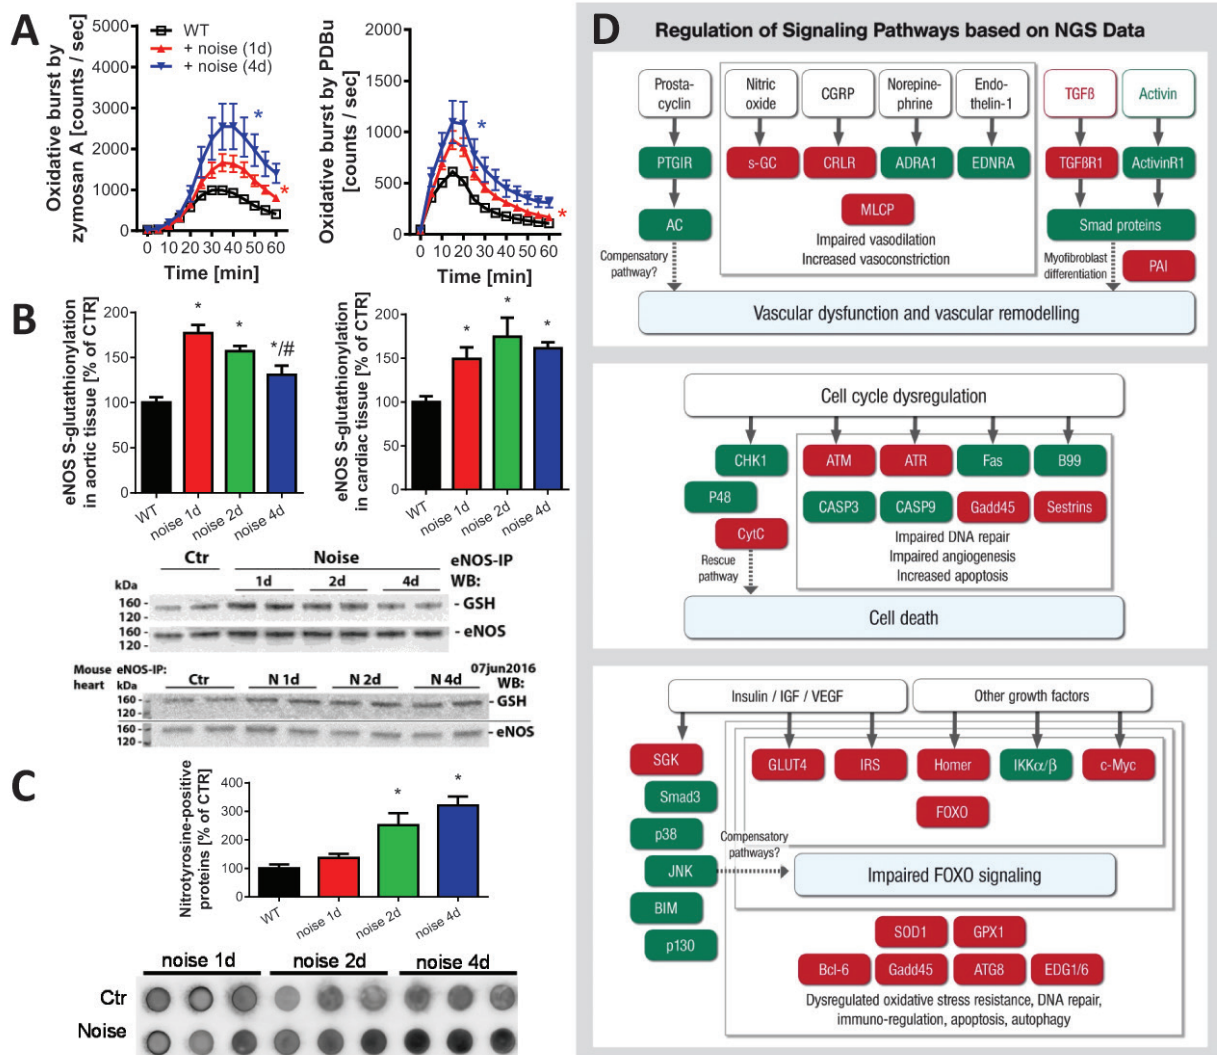 A
Oxidative burst by
zymosan A [counts / sec]
5000
4000
3000
2000
1000
0
WT
+ noise (1d)
+ noise (4d)
*
*
0 10 20 30 40 50 60
Time [min]
Oxidative burst by PDBu
[counts / sec]
2000
1500
1000
500
0
*
*
0 10 20 30 40 50 60
Time [min]
B
eNOS S-glutathionylation
in aortic tissue [% of CTR]
200
150
100
50
0
*
*
*/#
WT
noise 1d
noise 2d
noise 4d
eNOS S-glutathionylation
in cardiac tissue [% of CTR]
200
150
100
50
0
*
*
*
WT
noise 1d
noise 2d
noise 4d
Ctr Noise eNOS-IP
kDa 1d 2d 4d WB:
160 -
120 -
- GSH
160 -
120 -
- eNOS
Mouse eNOS-IP: 07jun2016
heart kDa Ctr N 1d N 2d N 4d WB:
160 -
120 -
- GSH
160 -
120 -
- eNOS
C
Nitrotyrosine-positive
proteins [% of CTR]
400
300
200
100
0
*
*
WT
noise 1d
noise 2d
noise 4d
noise 1d noise 2d noise 4d
Ctr
Noise
D Regulation of Signaling Pathways based on NGS Data
Prosta-
cyclin
Nitric
oxide
CGRP
Norepine-
phrine
Endo-
thelin-1
TGFß
Activin
PTGIR
s-GC
CRLR
ADRA1
EDNRA
TGFßR1
ActivinR1
AC
MLCP
Smad proteins
Impaired vasodilation
Increased vasoconstriction
Compensatory
pathway?
Myofibroblast
differentiation
PAI
Vascular dysfunction and vascular remodelling
Cell cycle dysregulation
CHK1
ATM
ATR
Fas
B99
P48
CASP3
CASP9
Gadd45
Sestrins
CytC
Impaired DNA repair
Impaired angiogenesis
Increased apoptosis
Rescue
pathway
Cell death
Insulin / IGF / VEGF
Other growth factors
SGK
GLUT4
IRS
Homer
IKKα/β
c-Myc
Smad3
FOXO
p38
Compensatory
pathways?
JNK
Impaired FOXO signaling
BIM
p130
SOD1
GPX1
Bcl-6
Gadd45
ATG8
EDG1/6
Dysregulated oxidative stress resistance, DNA repair,
immuno-regulation, apoptosis, autophagy